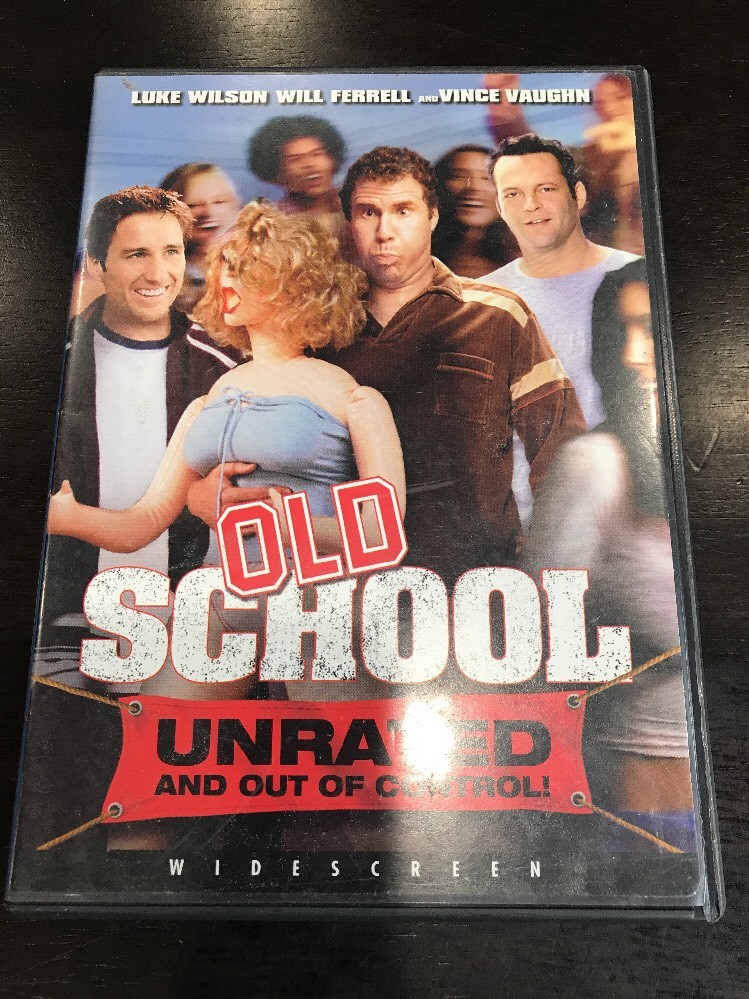 LUKE WILSON WILL FERRELL AND VINCE VAUGHN
OLD
SCHOOL
UNRATED
AND OUT OF CONTROL!
WIDESCREEN